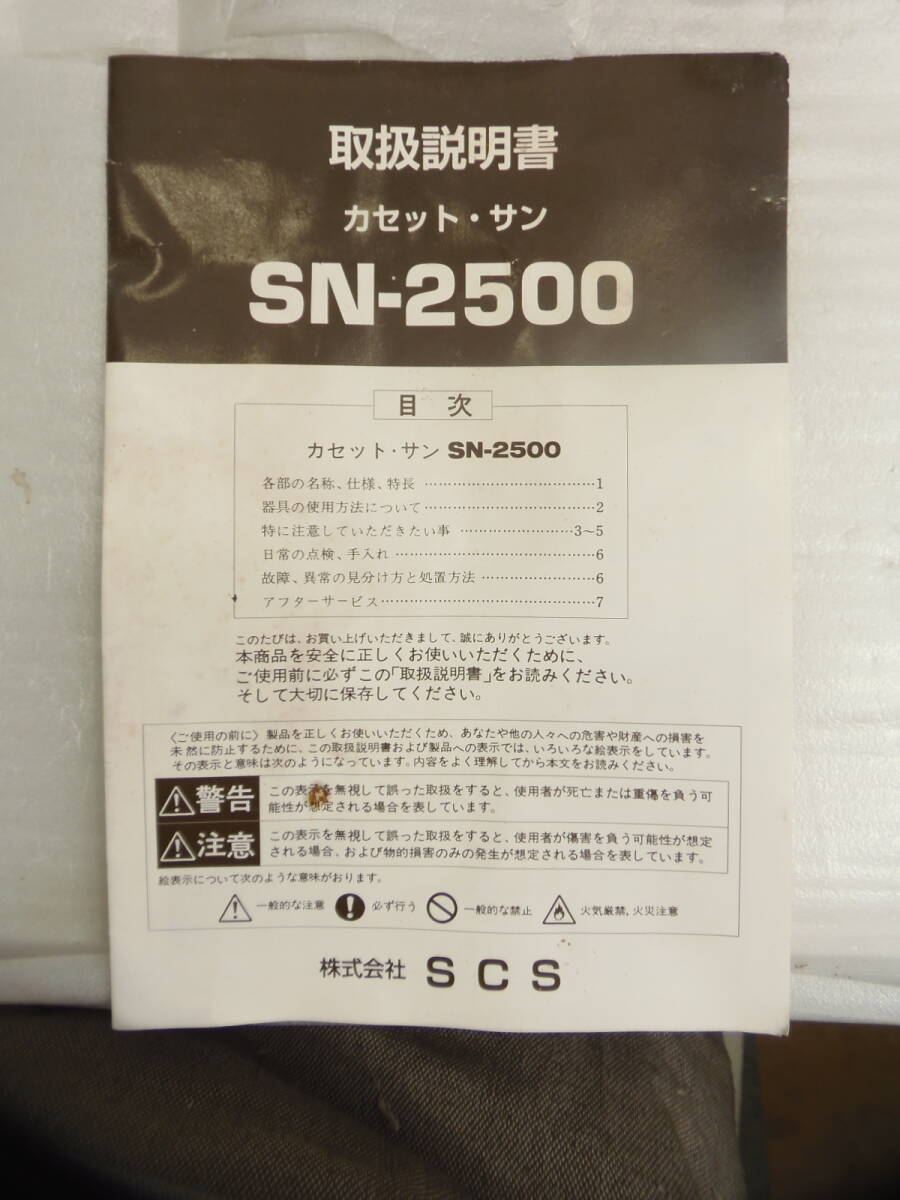 取扱説明書
カセット・サン
SN-2500
目 次
カセット・サン SN-2500
各部の名称、仕様、特長 ………………………………1
器具の使用方法について………………………………2
特に注意していただきたい事 ……………………3~5
日常の点検、手入れ ……………………………………6
故障、異常の見分け方と処置方法 ……………………6
アフターサービス………………………………………7
このたびは、お買い上げいただきまして、誠にありがとうございます。
本商品を安全に正しくお使いいただくために、
ご使用前に必ずこの「取扱説明書」をお読みください。
そして大切に保存してください。
〈ご使用の前に〉製品を正しくお使いいただくため、あなたや他の人々への危害や財産への損害を
未然に防止するために、この取扱説明書および製品への表示では、いろいろな絵表示をしています。
その表示と意味は次のようになっています。内容をよく理解してから本文をお読みください。
警告 この表示を無視して誤った取扱をすると、使用者が死亡または重傷を負う可
能性が想定される場合を表しています。
注意 この表示を無視して誤った取扱をすると、使用者が傷害を負う可能性が想定
される場合、および物的損害のみの発生が想定される場合を表しています。
絵表示について次のような意味がおります。
一般的な注意 必ず行う 一般的な禁止 火気厳禁,火災注意
株式会社 SCS